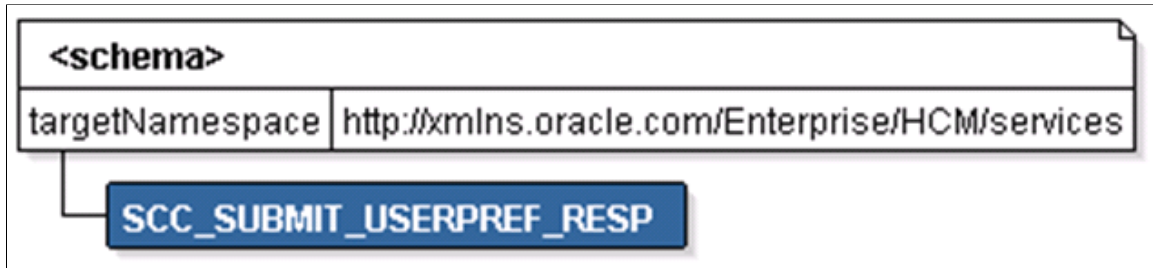 <schema>
targetNamespace http://xmlns.oracle.com/Enterprise/HCM/services
SCC_SUBMIT_USERPREF_RESP